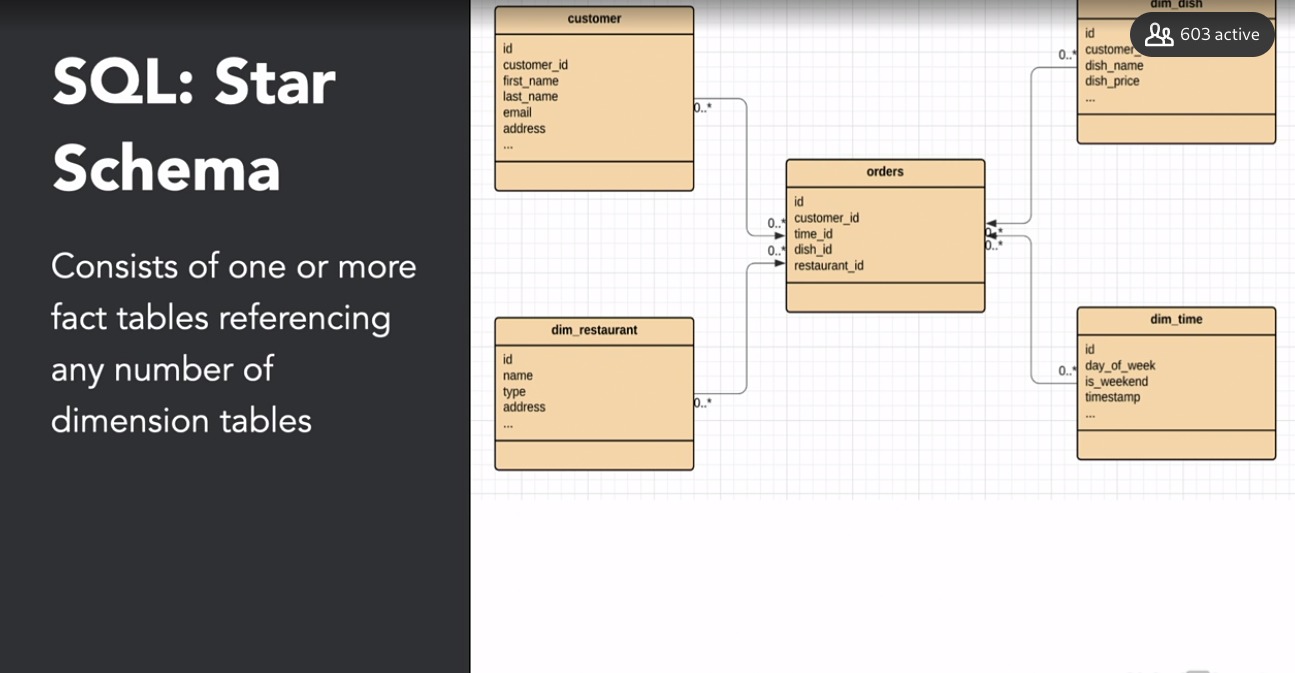 SQL: Star
Schema
Consists of one or more
fact tables referencing
any number of
dimension tables
customer
id
customer_id
first_name
last_name
email
address
...
0..*
dim_restaurant
id
name
type
address
...
0..*
0..*
0..*
orders
id
customer_id
time_id
dish_id
restaurant_id
0..*
0..*
dim_dish
603 active
id
customer_
dish_name
dish_price
...
0..*
dim_time
id
day_of_week
is_weekend
timestamp
...
0..*